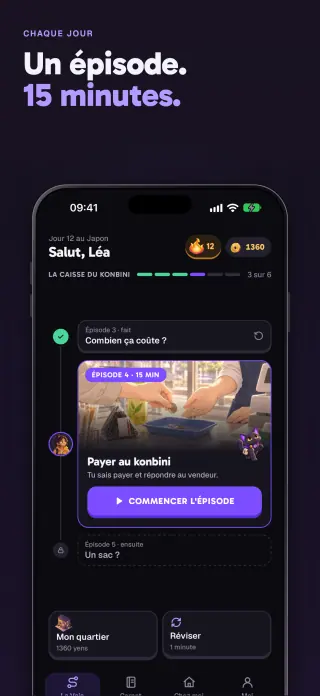 CHAQUE JOUR
Un épisode.
15 minutes.
09:41
Jour 12 au Japon
Salut, Léa
12
1360
LA CAISSE DU KONBINI
3 sur 6
Épisode 3 · fait
Combien ça coûte ?
ÉPISODE 4 · 15 MIN
Payer au konbini
Tu sais payer et répondre au vendeur.
COMMENCER L'ÉPISODE
Épisode 5 · ensuite
Un sac ?
Mon quartier
1360 yens
Réviser
1 minute